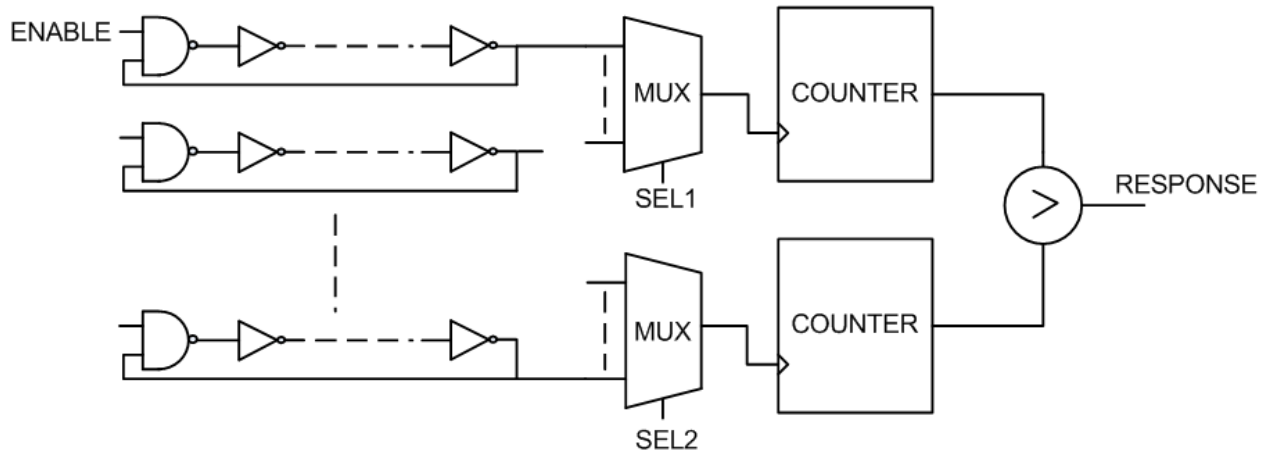 ENABLE
MUX
COUNTER
SEL1
>
RESPONSE
MUX
COUNTER
SEL2